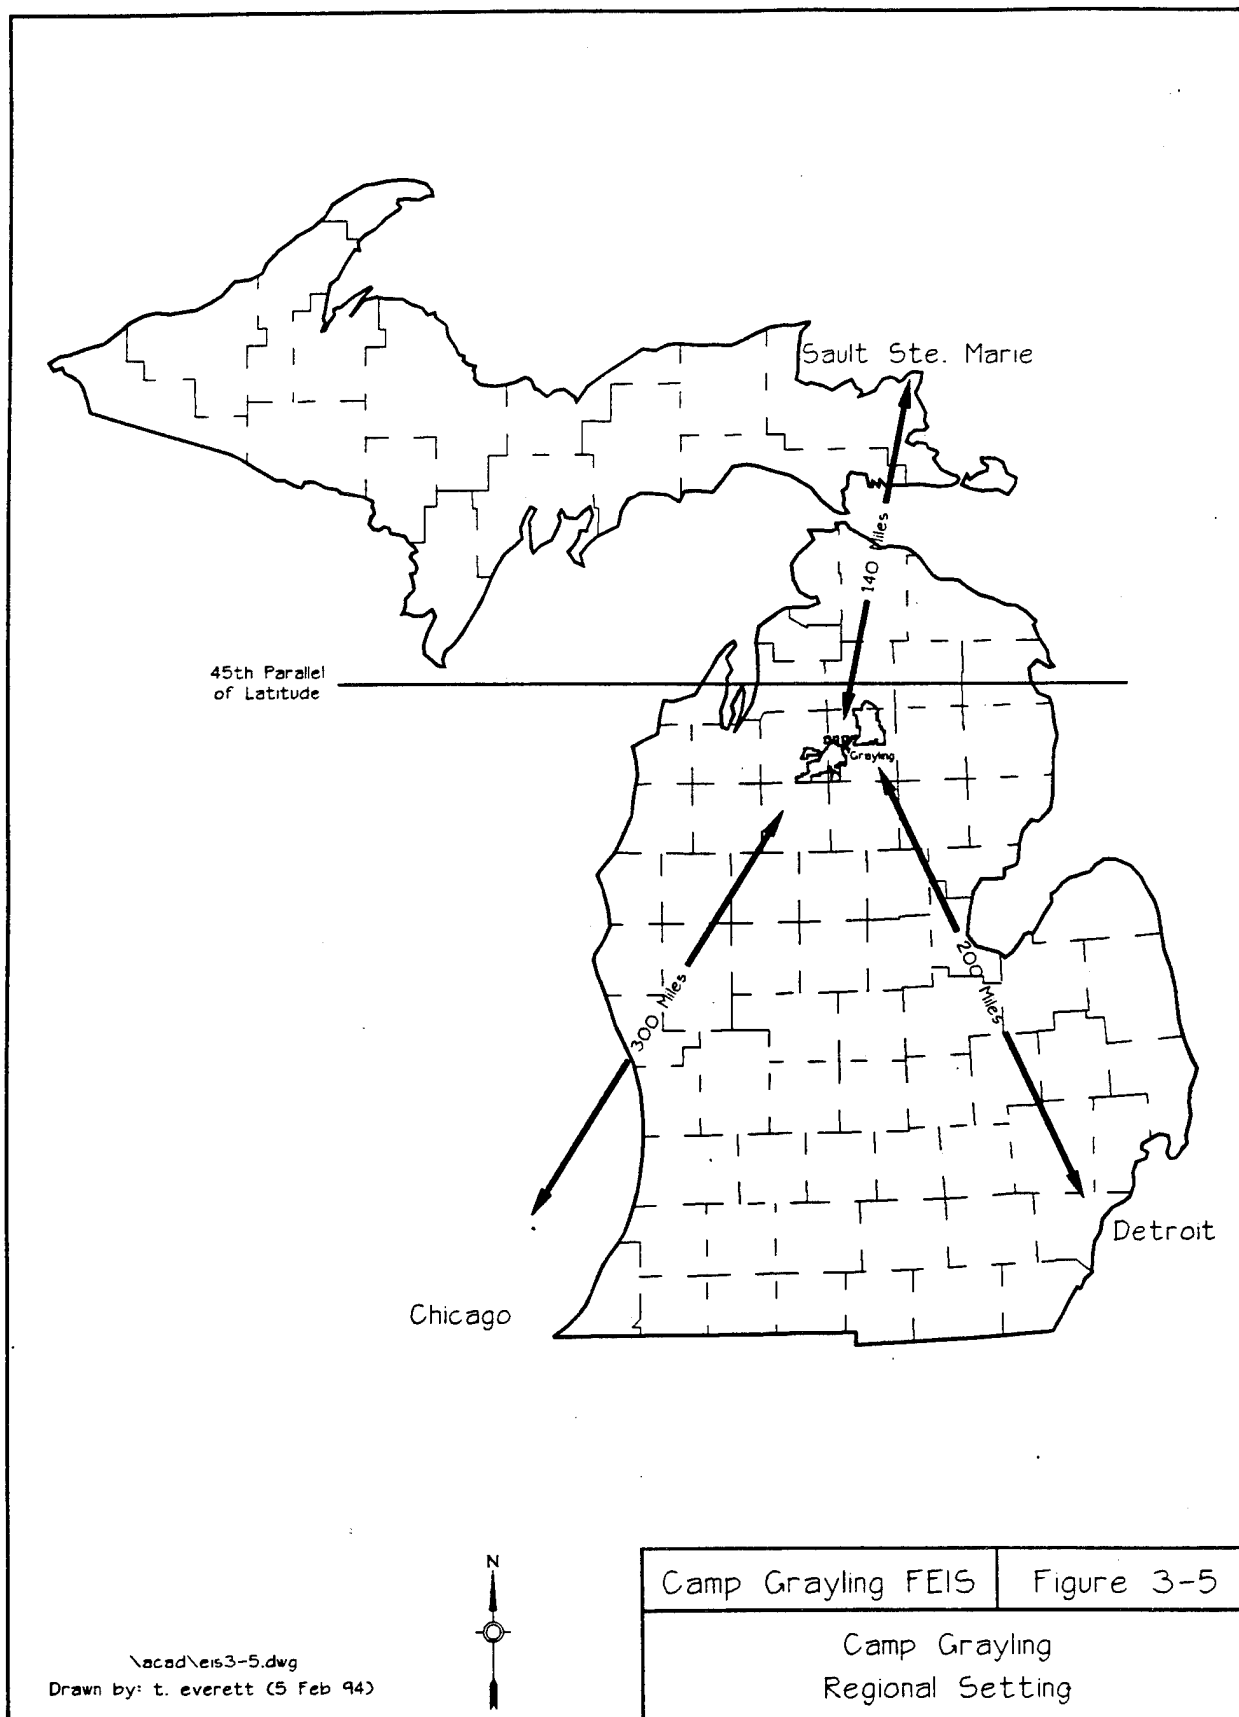 Sault Ste. Marie
140 Miles
45th Parallel
of Latitude
Grayling
200 Miles
300 Miles
Detroit
Chicago
N
Camp Grayling FEIS
Figure 3-5
Camp Grayling
Regional Setting
\acad\eis3-5.dwg
Drawn by: t. everett (5 Feb 94)